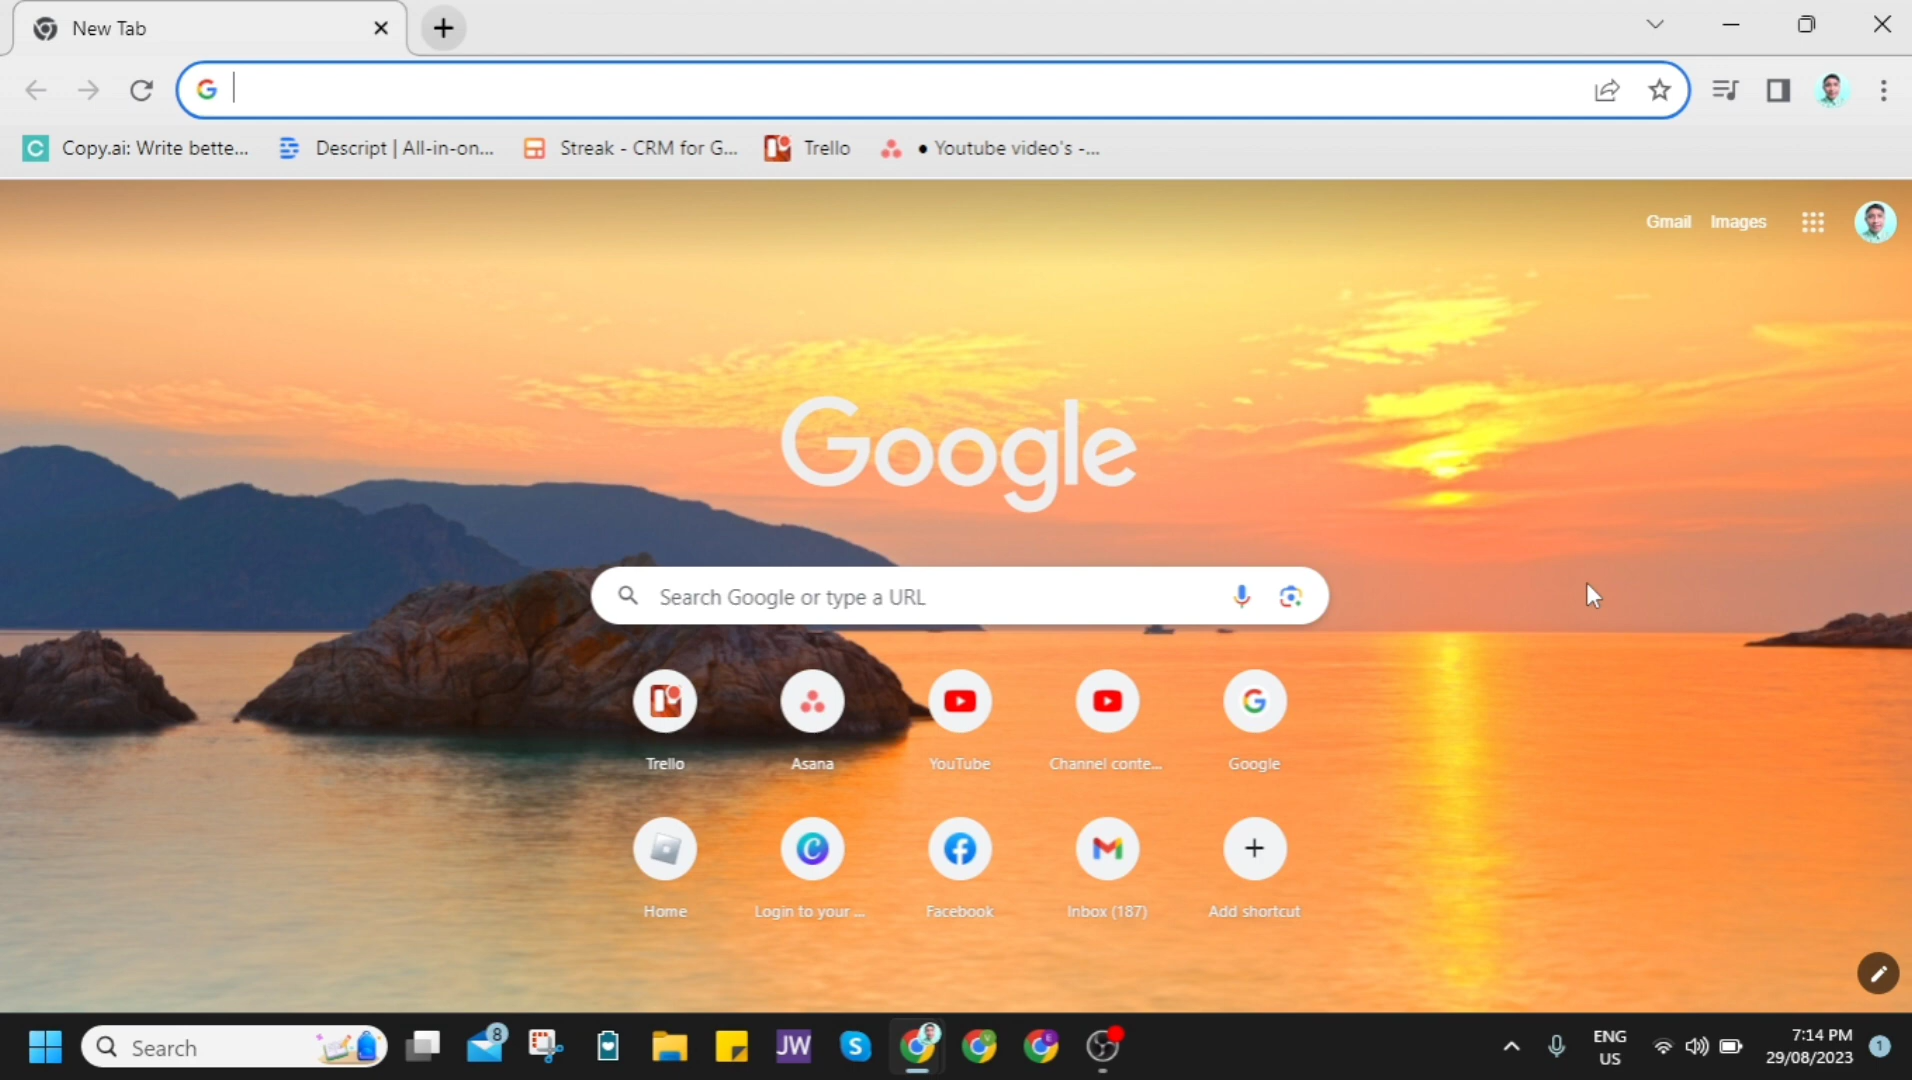 New Tab
Copy.ai: Write bette...
Descript | All-in-on...
Streak - CRM for G...
Trello
● Youtube video's -...
Gmail
Images
Google
Search Google or type a URL
Trello
Asana
YouTube
Channel conte...
Google
Home
Login to your ...
Facebook
Inbox (187)
Add shortcut
Search
8
JW
ENG
US
7:14 PM
29/08/2023
1